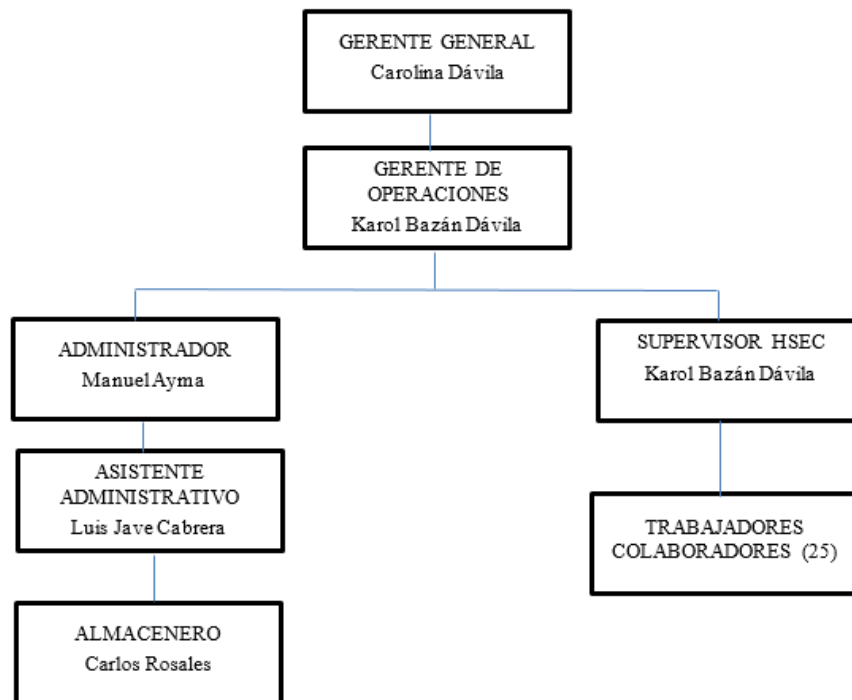 GERENTE GENERAL
Carolina Dávila
GERENTE DE
OPERACIONES
Karol Bazán Dávila
ADMINISTRADOR
Manuel Ayma
SUPERVISOR HSEC
Karol Bazán Dávila
ASISTENTE
ADMINISTRATIVO
Luis Jave Cabrera
TRABAJADORES
COLABORADORES (25)
ALMACENERO
Carlos Rosales